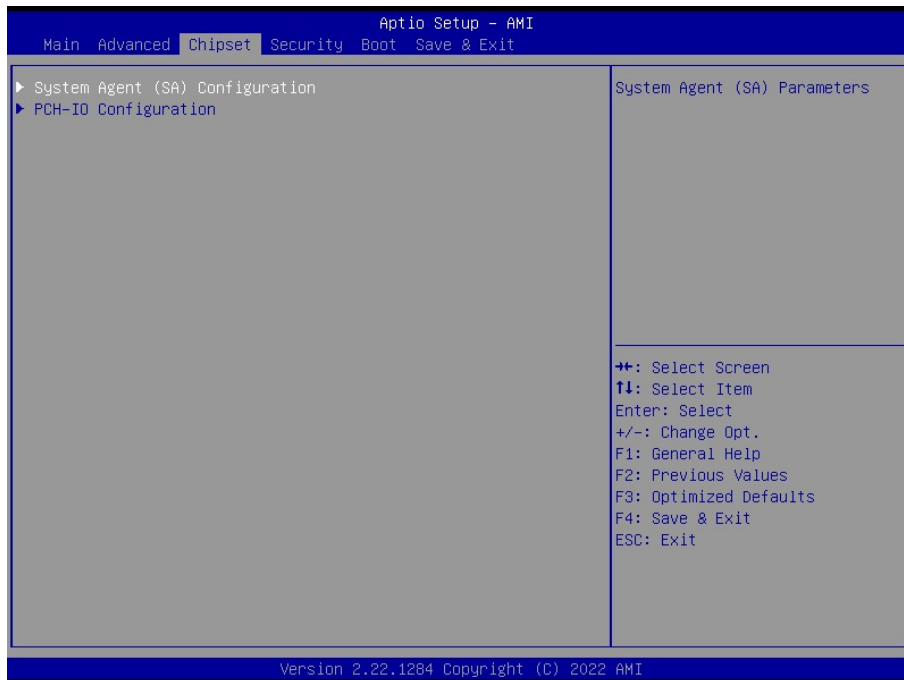 Aptio Setup – AMI
Main Advanced Chipset Security Boot Save & Exit
▶ System Agent (SA) Configuration
▶ PCH-IO Configuration
System Agent (SA) Parameters
→←: Select Screen
↑↓: Select Item
Enter: Select
+/-: Change Opt.
F1: General Help
F2: Previous Values
F3: Optimized Defaults
F4: Save & Exit
ESC: Exit
Version 2.22.1284 Copyright (C) 2022 AMI